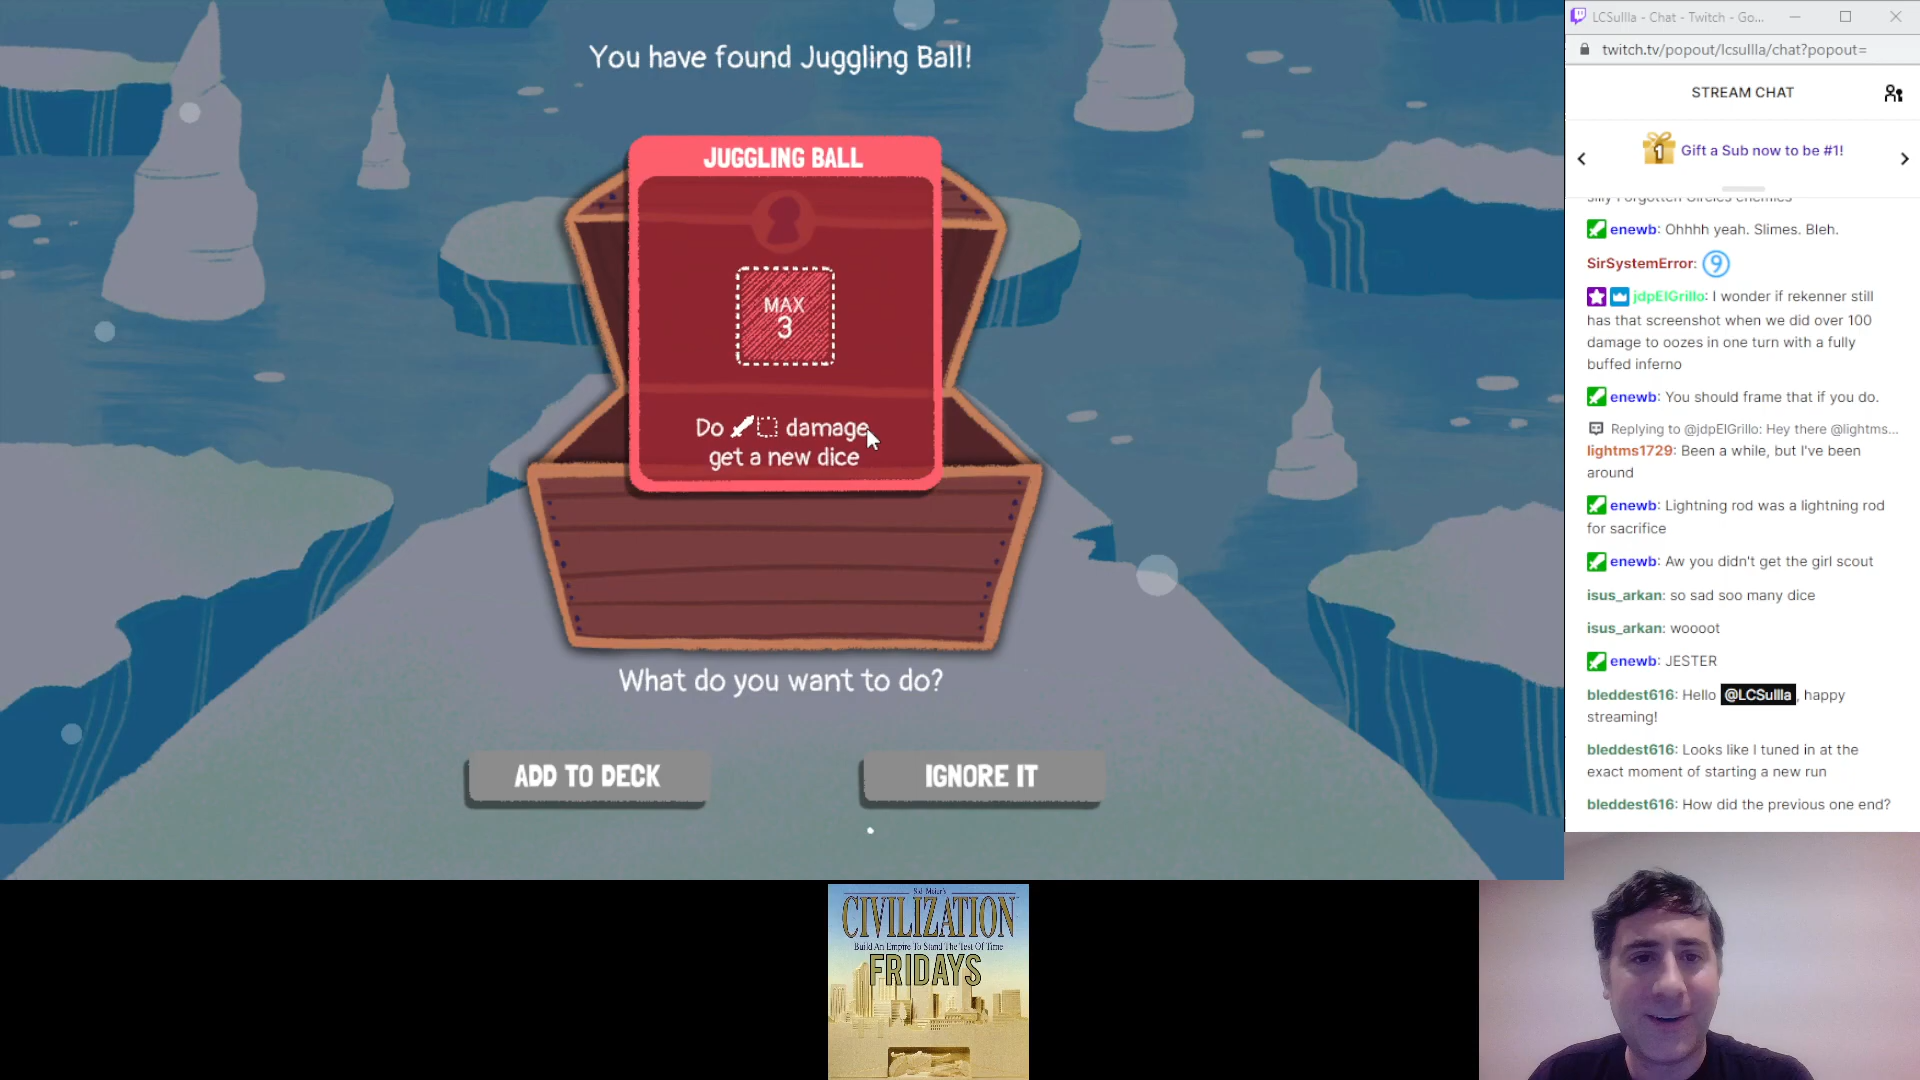 You have found Juggling Ball!
JUGGLING BALL
MAX
3
Do damage
get a new dice
What do you want to do?
ADD TO DECK
IGNORE IT
LCSullla - Chat - Twitch - Go...
twitch.tv/popout/lcsullla/chat?popout=
STREAM CHAT
1 Gift a Sub now to be #1!
silly Forgotten Circles enemies
enewb: Ohhhh yeah. Slimes. Bleh.
SirSystemError: 9
jdpElGrillo: I wonder if rekenner still
has that screenshot when we did over 100
damage to oozes in one turn with a fully
buffed inferno
enewb: You should frame that if you do.
Replying to @jdpElGrillo: Hey there @lightms...
lightms1729: Been a while, but I've been
around
enewb: Lightning rod was a lightning rod
for sacrifice
enewb: Aw you didn't get the girl scout
isus_arkan: so sad soo many dice
isus_arkan: woooot
enewb: JESTER
bleddest616: Hello @LCSullla, happy
streaming!
bleddest616: Looks like I tuned in at the
exact moment of starting a new run
bleddest616: How did the previous one end?
Sid Meier's
CIVILIZATION
Build An Empire To Stand The Test Of Time
FRIDAYS